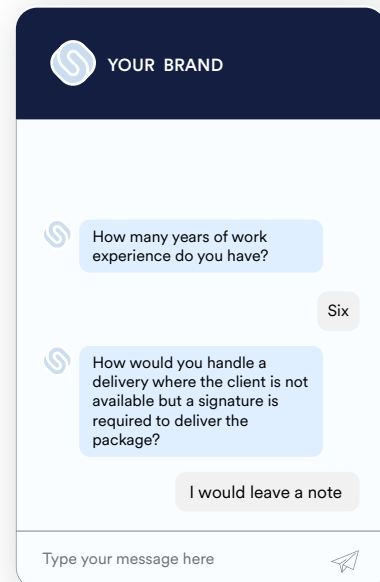 YOUR BRAND
How many years of work
experience do you have?
Six
How would you handle a
delivery where the client is not
available but a signature is
required to deliver the
package?
I would leave a note
Type your message here